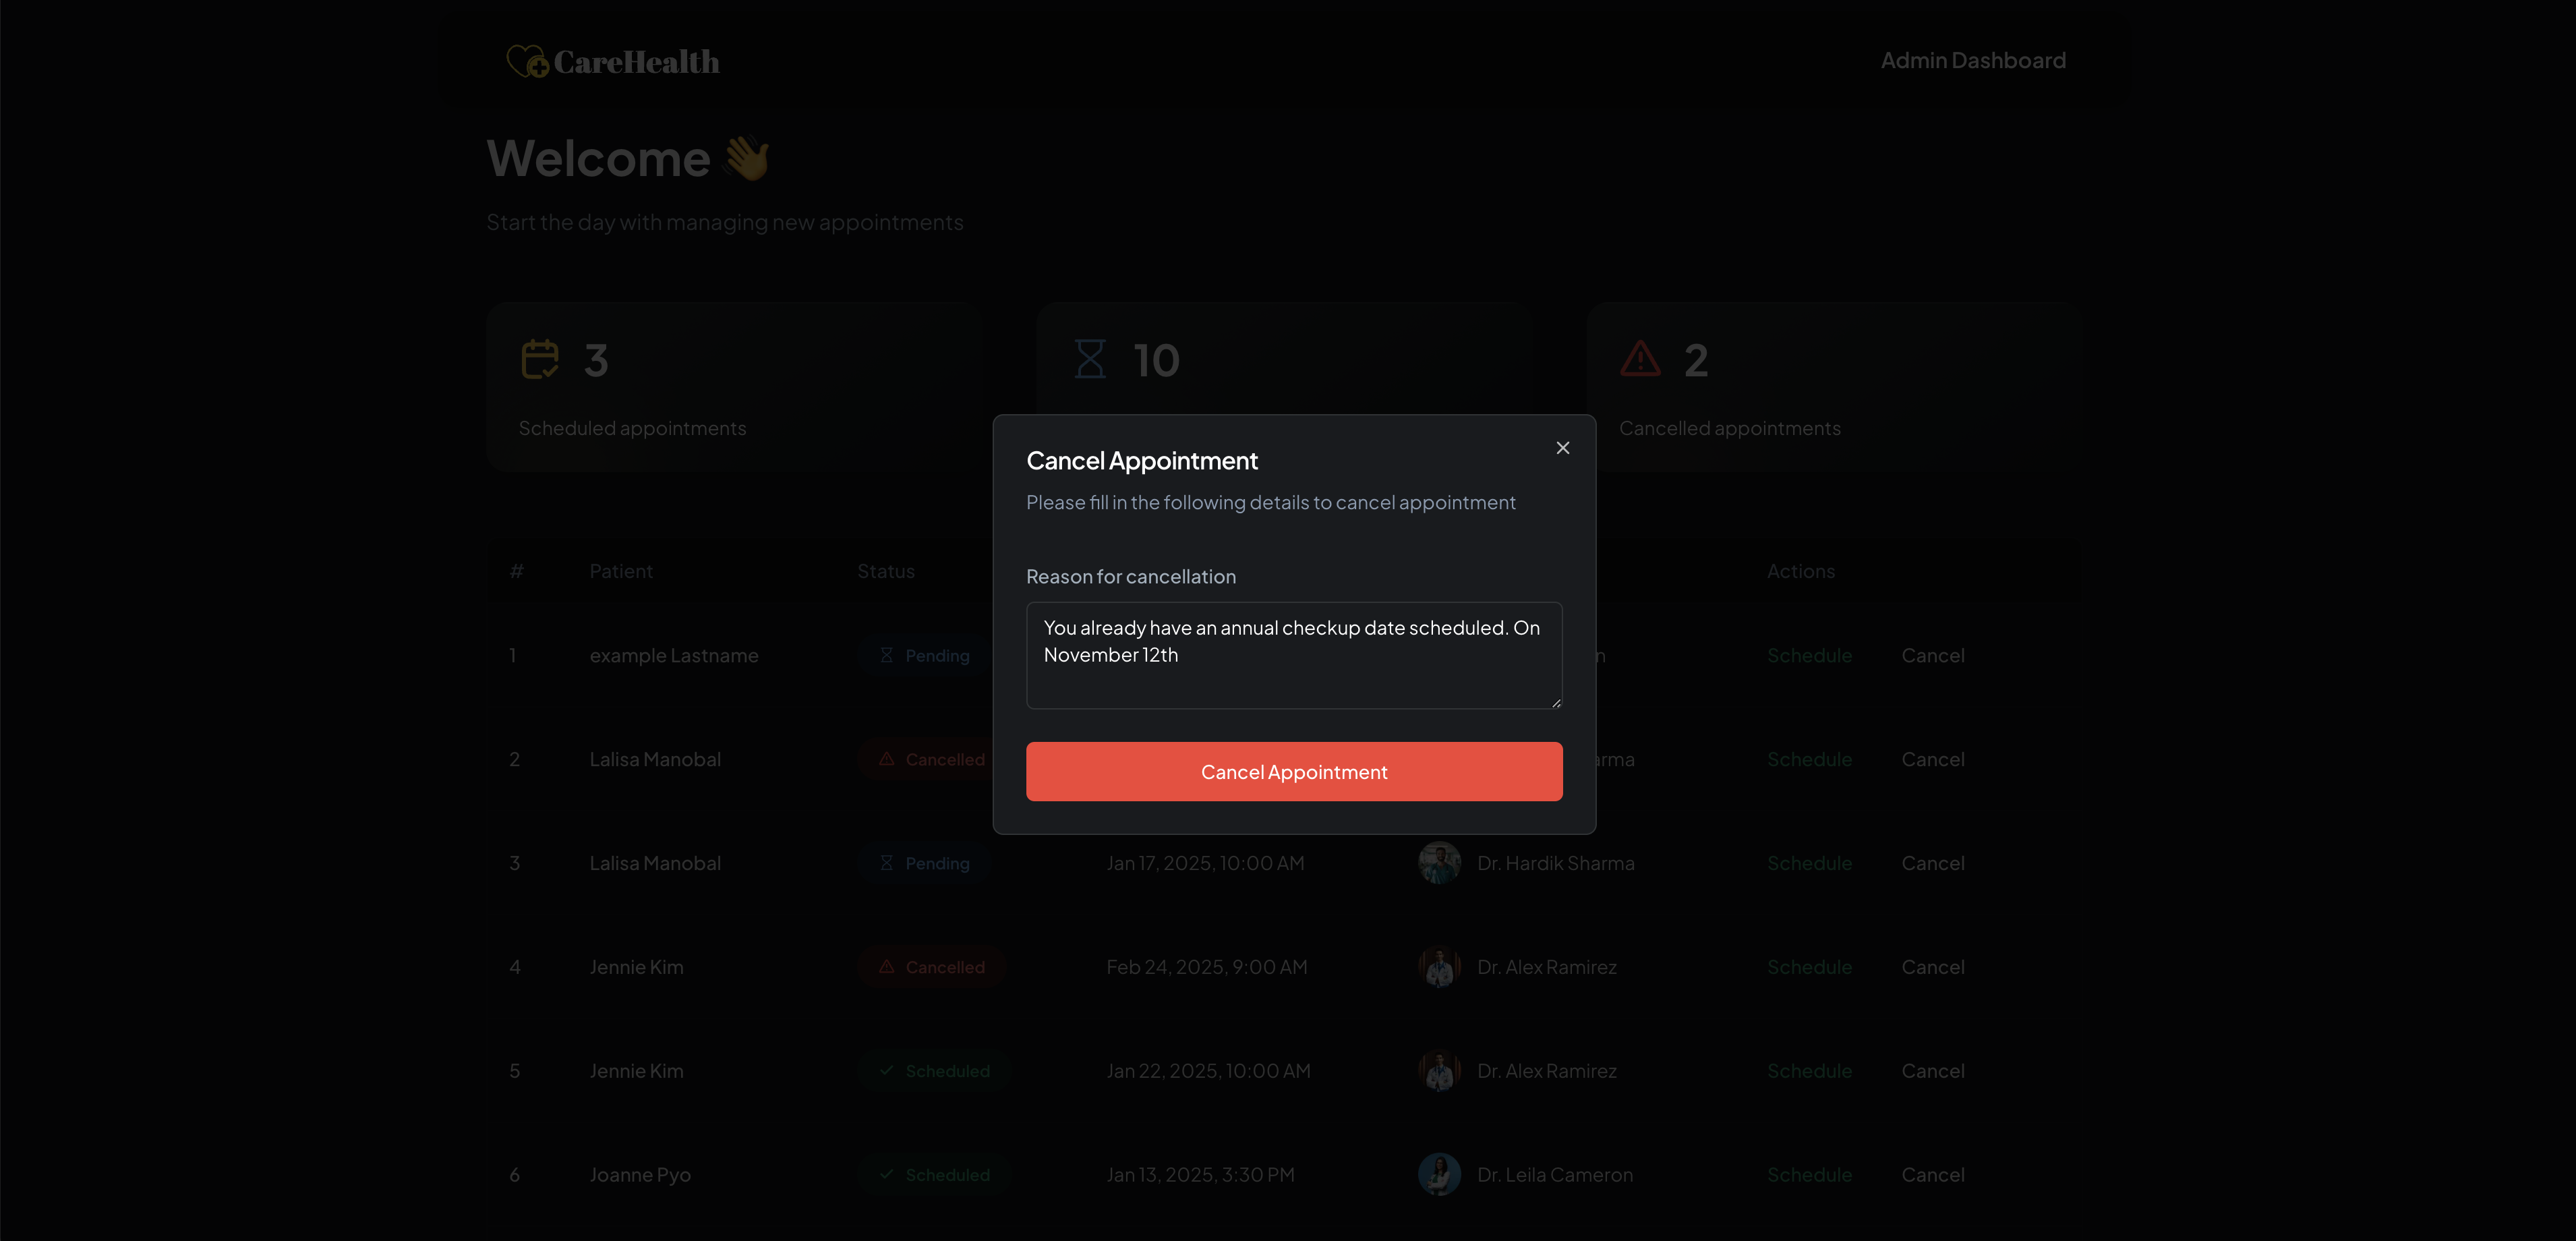 CareHealth
Admin Dashboard
Welcome 👋
Start the day with managing new appointments
3
Scheduled appointments
10
2
Cancelled appointments
Cancel Appointment
Please fill in the following details to cancel appointment
Reason for cancellation
You already have an annual checkup date scheduled. On
November 12th
Cancel Appointment
# Patient Status Actions
1 example Lastname Pending Schedule Cancel
2 Lalisa Manobal Cancelled Schedule Cancel
3 Lalisa Manobal Pending Jan 17, 2025, 10:00 AM Dr. Hardik Sharma Schedule Cancel
4 Jennie Kim Cancelled Feb 24, 2025, 9:00 AM Dr. Alex Ramirez Schedule Cancel
5 Jennie Kim Scheduled Jan 22, 2025, 10:00 AM Dr. Alex Ramirez Schedule Cancel
6 Joanne Pyo Scheduled Jan 13, 2025, 3:30 PM Dr. Leila Cameron Schedule Cancel